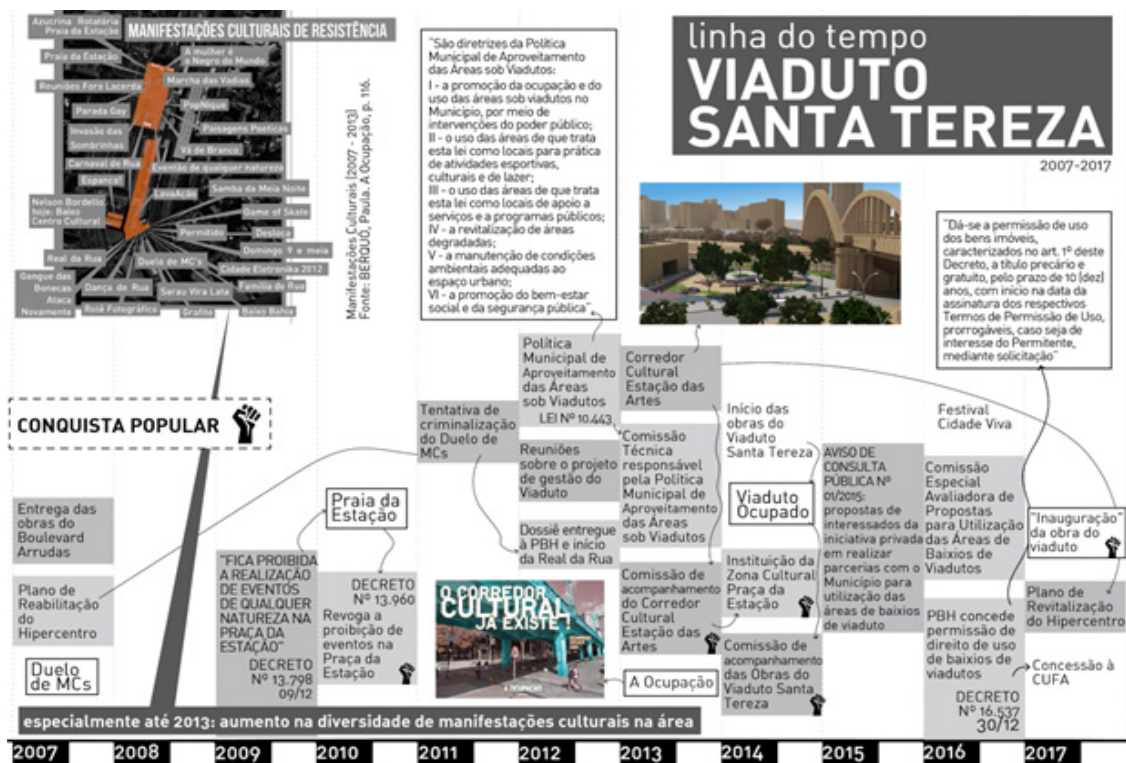 Azucrina Rotatória
Praia da Estação
MANIFESTAÇÕES CULTURAIS DE RESISTÊNCIA
Praia da Estação
A mulher é
o Negro do Mundo
Reuniões Fora Lacerda
Marcha das Vadias
Parada Gay
PopNique
Invasão das
Sombrinhas
Paisagens Poéticas
Vá de Branco
Carnaval de Rua
Eventão de qualquer natureza
Espanca!
LavaAção
Samba da Meia Noite
Nelson Bordello
hoje: Baixo
Centro Cultural
Game of Skate
Permitido
Desloca
Domingo 9 e meia
Real da Rua
Duelo de MC's
Cidade Eletronika 2012
Gangue das
Bonecas
Dança de Rua
Sarau Vira Lata
Família de Rua
Ataca
Novamente
Rolé Fotográfico
Grafite
Baixo Bahia
Manifestações Culturais (2007 - 2013)
Fonte: BERQUÓ, Paula. A Ocupação, p. 116.
"São diretrizes da Política
Municipal de Aproveitamento
das Áreas sob Viadutos:
I - a promoção da ocupação e do
uso das áreas sob viadutos no
Município, por meio de
intervenções do poder público;
II - o uso das áreas de que trata
esta lei como locais para prática
de atividades esportivas,
culturais e de lazer;
III - o uso das áreas de que trata
esta lei como locais de apoio a
serviços e a programas públicos;
IV - a revitalização de áreas
degradadas;
V - a manutenção de condições
ambientais adequadas ao
espaço urbano;
VI - a promoção do bem-estar
social e da segurança pública"
linha do tempo
VIADUTO
SANTA TEREZA
2007-2017
"Dá-se a permissão de uso
dos bens imóveis,
caracterizados no art. 1º deste
Decreto, a título precário e
gratuito, pelo prazo de 10 (dez)
anos, com início na data da
assinatura dos respectivos
Termos de Permissão de Uso,
prorrogáveis, caso seja de
interesse do Permitente,
mediante solicitação"
CONQUISTA POPULAR
Entrega das
obras do
Boulevard
Arrudas
Plano de
Reabilitação
do
Hipercentro
Duelo
de MCs
"FICA PROIBIDA
A REALIZAÇÃO
DE EVENTOS
DE QUALQUER
NATUREZA NA
PRAÇA DA
ESTAÇÃO"
DECRETO
Nº 13.798
09/12
Praia da
Estação
DECRETO
Nº 13.960
Revoga a
proibição de
eventos na
Praça da
Estação
Tentativa de
criminalização
do Duelo de
MCs
Política
Municipal de
Aproveitamento
das Áreas
sob Viadutos
LEI Nº 10.443
Reuniões
sobre o projeto
de gestão do
Viaduto
Dossiê entregue
à PBH e início
da Real da Rua
O CORREDOR
CULTURAL
JÁ EXISTE!
A OCUPAÇÃO
A Ocupação
Corredor
Cultural
Estação das
Artes
Comissão
Técnica
responsável
pela Política
Municipal de
Aproveitamento
das Áreas
sob Viadutos
Comissão de
acompanhamento
do Corredor
Cultural
Estação das
Artes
Início das
obras do
Viaduto
Santa Tereza
Viaduto
Ocupado
Instituição da
Zona Cultural
Praça da
Estação
Comissão de
acompanhamento
das Obras do
Viaduto Santa
Tereza
AVISO DE
CONSULTA
PÚBLICA Nº
01/2015:
propostas de
interessados da
iniciativa privada
em realizar
parcerias com o
Município para
utilização das
áreas de baixios
de viaduto
Festival
Cidade Viva
Comissão
Especial
Avaliadora de
Propostas
para Utilização
das Áreas de
Baixios de
Viadutos
PBH concede
permissão de
direito de uso
de baixios de
viadutos
DECRETO
Nº 16.537
30/12
"Inauguração"
da obra do
viaduto
Plano de
Revitalização
do Hipercentro
Concessão à
CUFA
especialmente até 2013: aumento na diversidade de manifestações culturais na área
2007 2008 2009 2010 2011 2012 2013 2014 2015 2016 2017